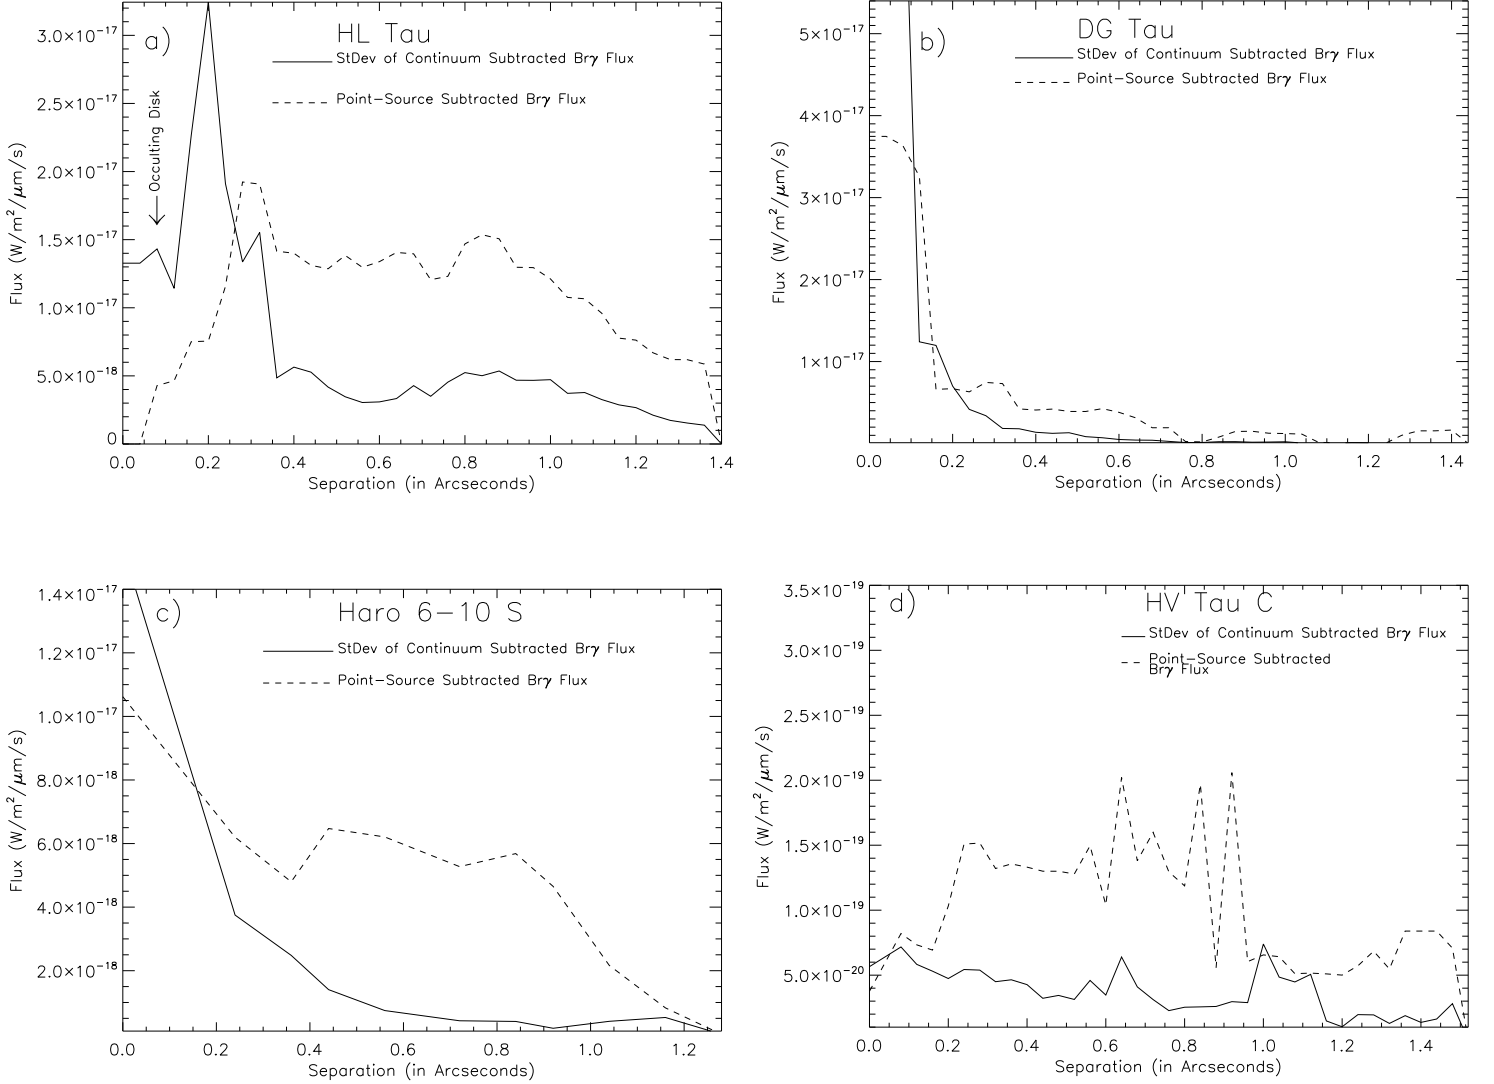 a)
HL Tau
StDev of Continuum Subtracted Brγ Flux
Point-Source Subtracted Brγ Flux
Occulting Disk
Flux (W/m²/μm/s)
3.0×10⁻¹⁷
2.5×10⁻¹⁷
2.0×10⁻¹⁷
1.5×10⁻¹⁷
1.0×10⁻¹⁷
5.0×10⁻¹⁸
0
0.0 0.2 0.4 0.6 0.8 1.0 1.2 1.4
Separation (in Arcseconds)
b)
DG Tau
StDev of Continuum Subtracted Brγ Flux
Point-Source Subtracted Brγ Flux
Flux (W/m²/μm/s)
5×10⁻¹⁷
4×10⁻¹⁷
3×10⁻¹⁷
2×10⁻¹⁷
1×10⁻¹⁷
0.0 0.2 0.4 0.6 0.8 1.0 1.2 1.4
Separation (in Arcseconds)
c)
Haro 6-10 S
StDev of Continuum Subtracted Brγ Flux
Point-Source Subtracted Brγ Flux
Flux (W/m²/μm/s)
1.4×10⁻¹⁷
1.2×10⁻¹⁷
1.0×10⁻¹⁷
8.0×10⁻¹⁸
6.0×10⁻¹⁸
4.0×10⁻¹⁸
2.0×10⁻¹⁸
0.0 0.2 0.4 0.6 0.8 1.0 1.2
Separation (in Arcseconds)
d)
HV Tau C
StDev of Continuum Subtracted Brγ Flux
Point-Source Subtracted
Brγ Flux
Flux (W/m²/μm/s)
3.5×10⁻¹⁹
3.0×10⁻¹⁹
2.5×10⁻¹⁹
2.0×10⁻¹⁹
1.5×10⁻¹⁹
1.0×10⁻¹⁹
5.0×10⁻²⁰
0.0 0.2 0.4 0.6 0.8 1.0 1.2 1.4
Separation (in Arcseconds)